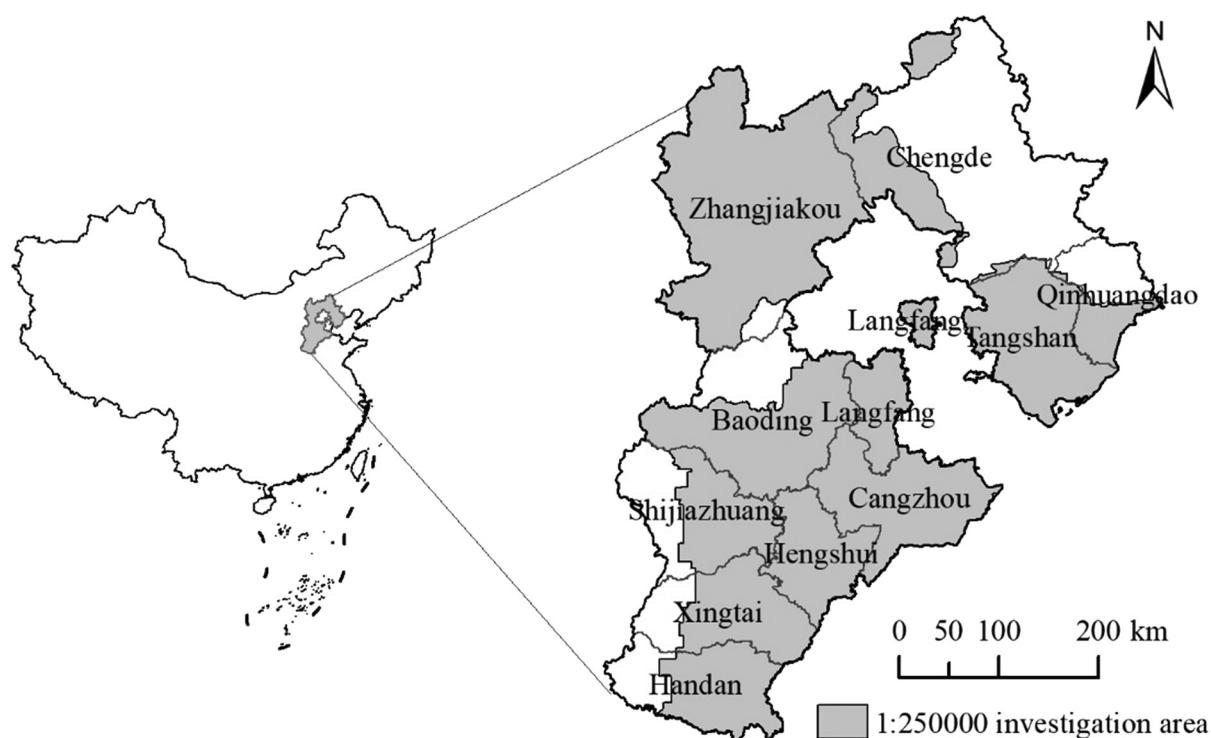 N
Chengde
Zhangjiakou
Qinhuangdao
Langfang
Tangshan
Baoding
Langfang
Cangzhou
Shijiazhuang
Hengshui
Xingtai
Handan
0 50 100 200 km
1:250000 investigation area